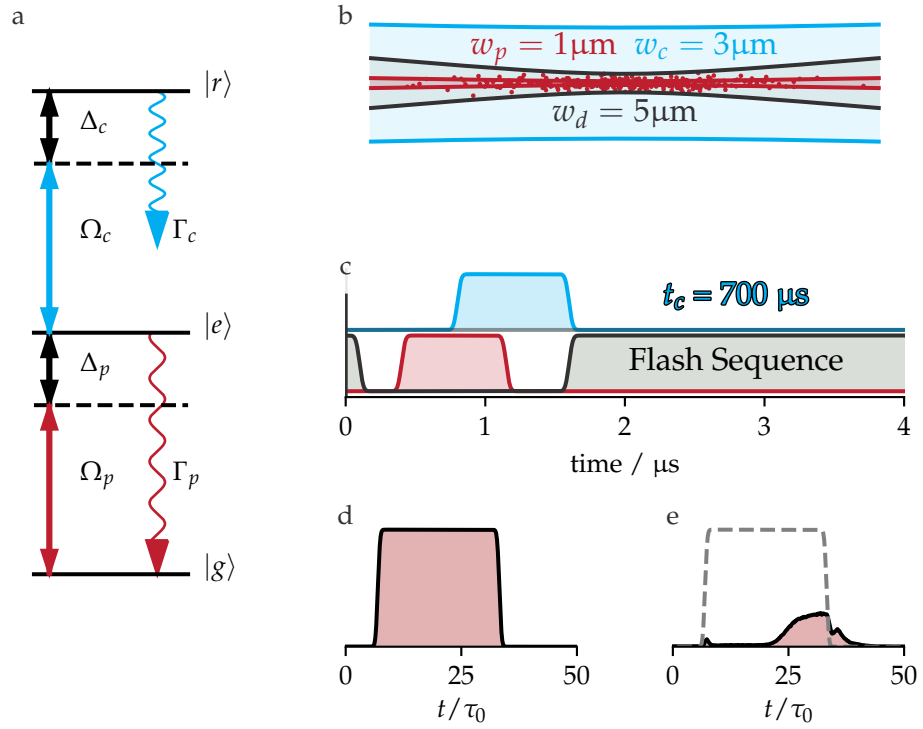 a
|r⟩
Δ_c
Ω_c
Γ_c
|e⟩
Δ_p
Ω_p
Γ_p
|g⟩
b
w_p = 1μm w_c = 3μm
w_d = 5μm
c
t_c = 700 μs
Flash Sequence
0 1 2 3 4
time / μs
d
0 25 50
t/τ_0
e
0 25 50
t/τ_0